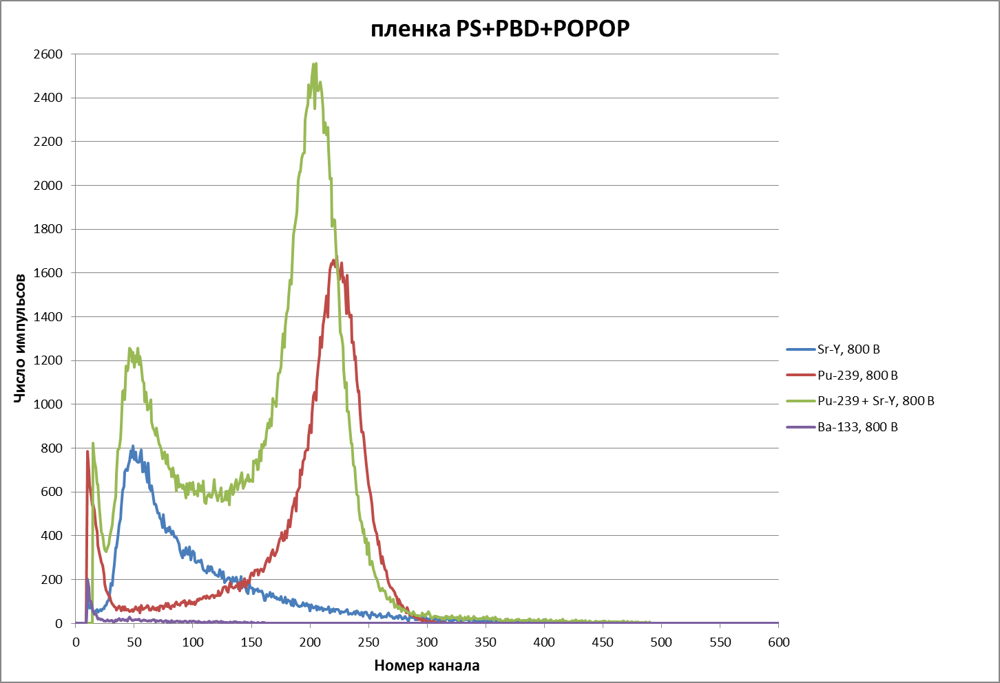 пленка PS+PBD+POPOP
2600
2400
2200
2000
1800
1600
1400
1200
1000
800
600
400
200
0
Число импульсов
0 50 100 150 200 250 300 350 400 450 500 550 600
Номер канала
Sr-Y, 800 В
Pu-239, 800 В
Pu-239 + Sr-Y, 800 В
Ba-133, 800 В